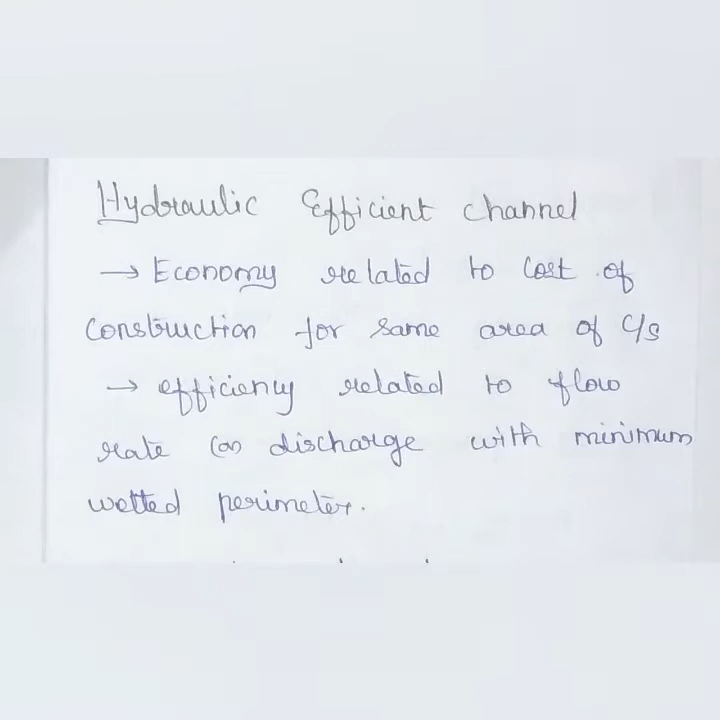 Hydraulic Efficient channel
→ Economy related to cost of
construction for same area of C/s
→ efficiency related to flow
rate (or) discharge with minimum
wetted perimeter.